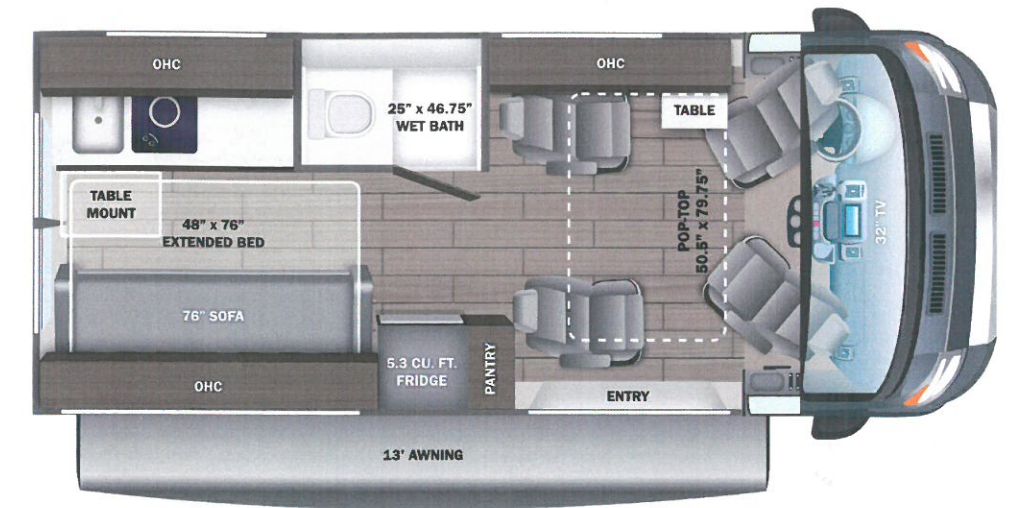 OHC
OHC
25" x 46.75"
WET BATH
TABLE
TABLE
MOUNT
48" x 76"
EXTENDED BED
POP-TOP
50.5" x 79.75"
32" TV
76" SOFA
5.3 CU. FT.
FRIDGE
PANTRY
OHC
ENTRY
13' AWNING